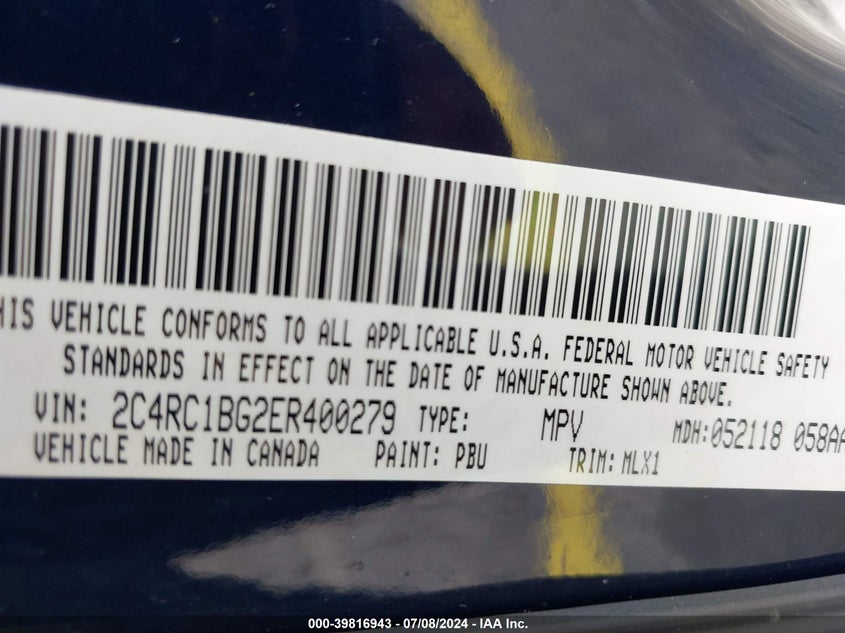 HIS VEHICLE CONFORMS TO ALL APPLICABLE U.S.A. FEDERAL MOTOR VEHICLE SAFETY
STANDARDS IN EFFECT ON THE DATE OF MANUFACTURE SHOWN ABOVE.
VIN: 2C4RC1BG2ER400279 TYPE: MPV MDH:052118 058AA
VEHICLE MADE IN CANADA PAINT: PBU TRIM: MLX1
000-39816943 - 07/08/2024 - IAA Inc.